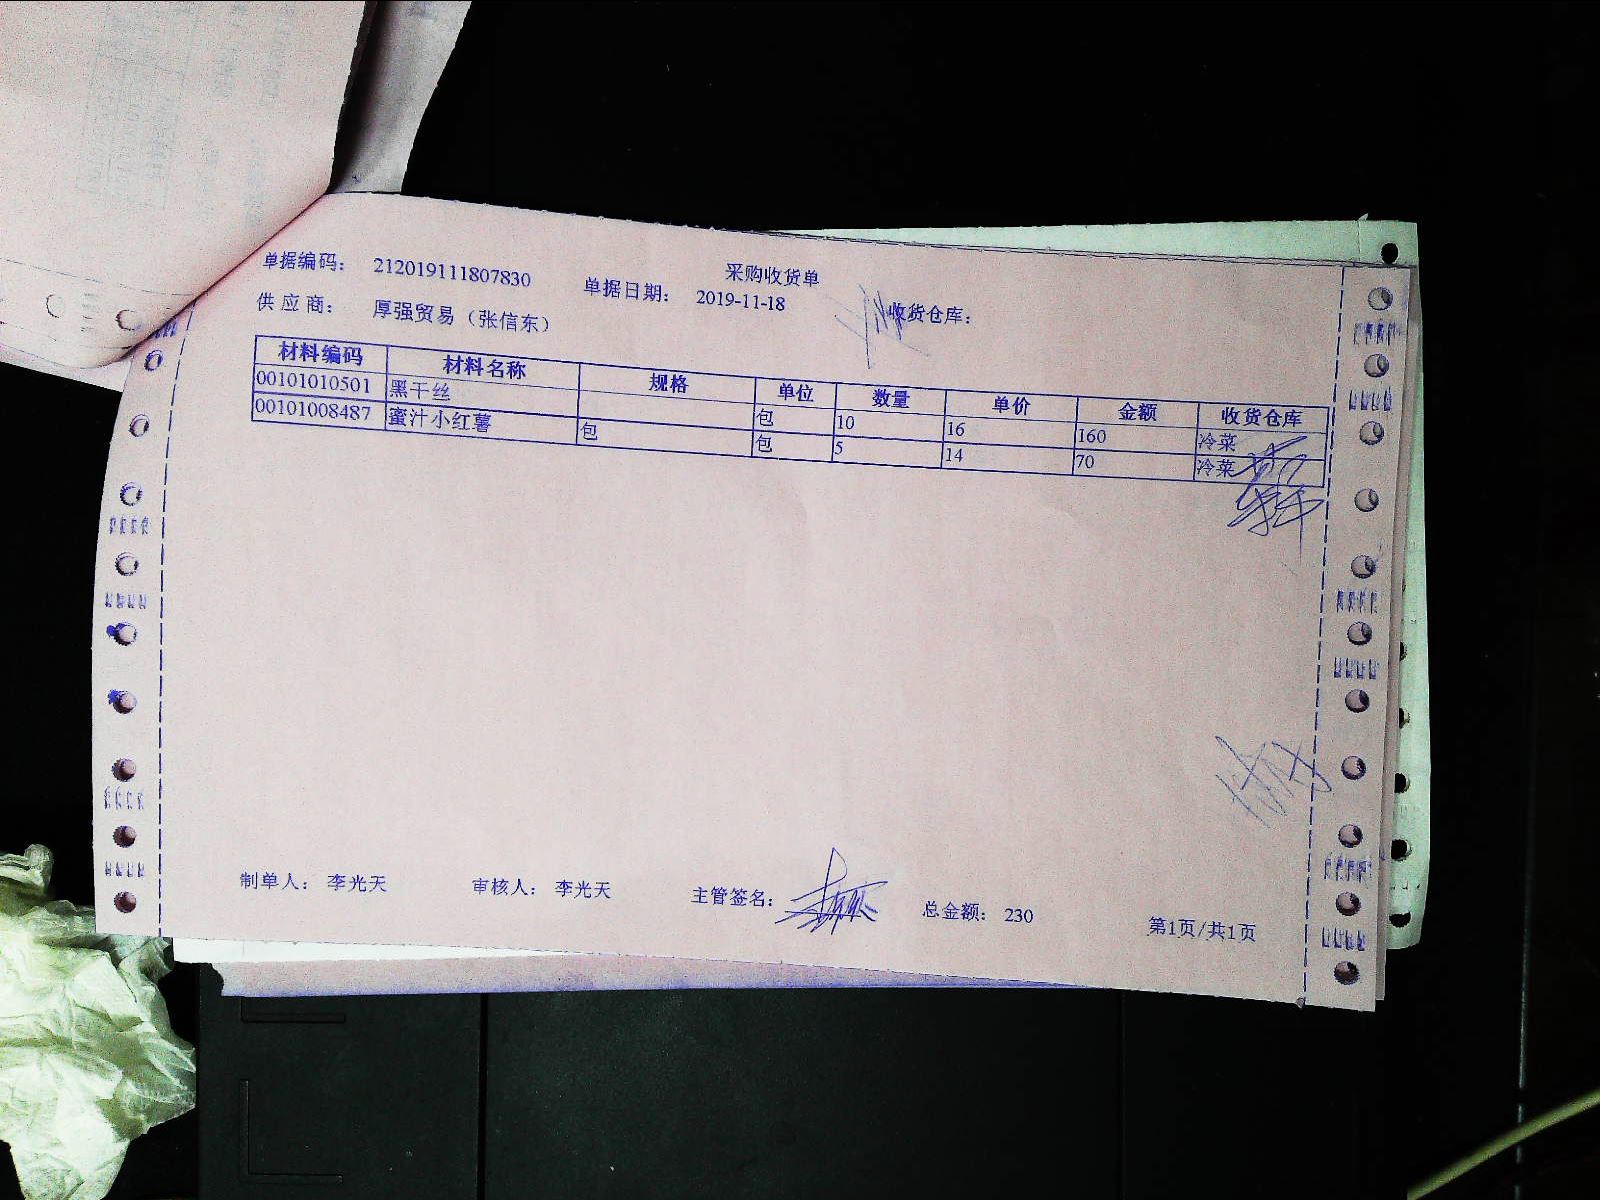 采购收货单
单据编码： 212019111807830 单据日期： 2019-11-18 收货仓库：
供应商： 厚强贸易（张信东）
材料编码 材料名称 规格 单位 数量 单价 金额 收货仓库
00101010501 黑干丝 包 10 16 160 冷菜
00101008487 蜜汁小红薯 包 包 5 14 70 冷菜
制单人： 李光天 审核人： 李光天 主管签名： 总金额： 230 第1页/共1页